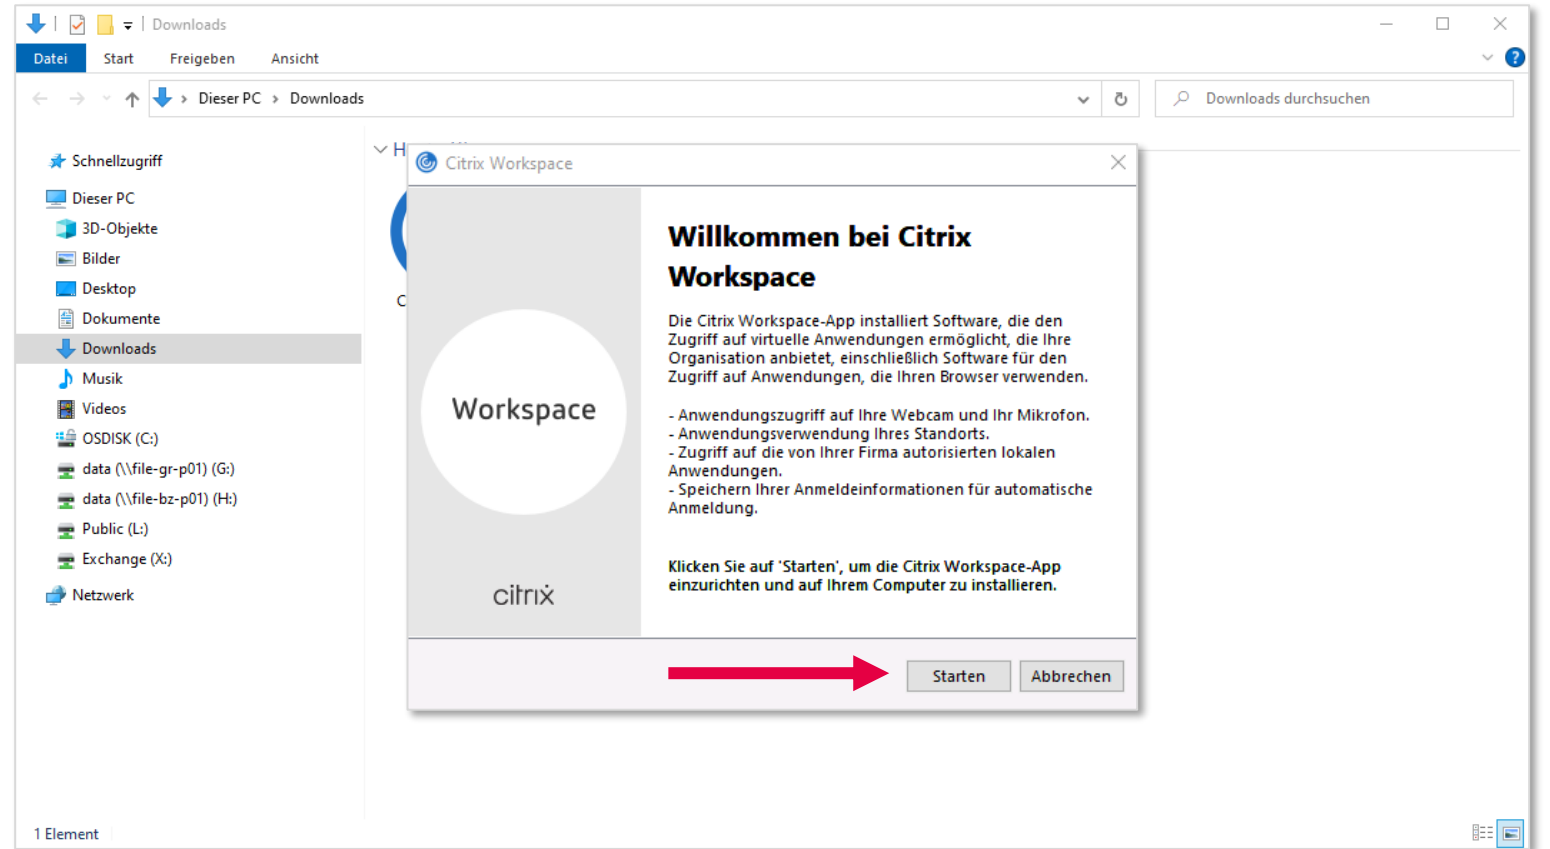 Downloads
Datei Start Freigeben Ansicht
Dieser PC > Downloads
Downloads durchsuchen
Schnellzugriff
Dieser PC
3D-Objekte
Bilder
Desktop
Dokumente
Downloads
Musik
Videos
OSDISK (C:)
data (\\file-gr-p01) (G:)
data (\\file-bz-p01) (H:)
Public (L:)
Exchange (X:)
Netzwerk
1 Element
Citrix Workspace
Workspace
citrix
Willkommen bei Citrix
Workspace
Die Citrix Workspace-App installiert Software, die den
Zugriff auf virtuelle Anwendungen ermöglicht, die Ihre
Organisation anbietet, einschließlich Software für den
Zugriff auf Anwendungen, die Ihren Browser verwenden.
- Anwendungszugriff auf Ihre Webcam und Ihr Mikrofon.
- Anwendungsverwendung Ihres Standorts.
- Zugriff auf die von Ihrer Firma autorisierten lokalen
Anwendungen.
- Speichern Ihrer Anmeldeinformationen für automatische
Anmeldung.
Klicken Sie auf 'Starten', um die Citrix Workspace-App
einzurichten und auf Ihrem Computer zu installieren.
Starten Abbrechen